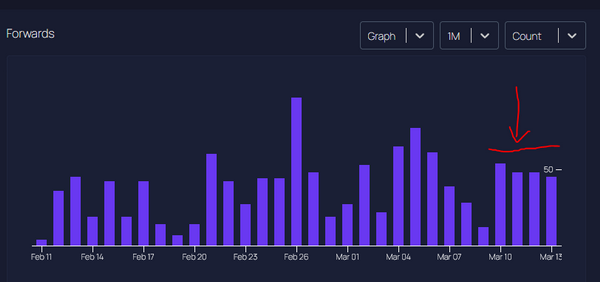 Forwards
Graph
1M
Count
50
Feb 11
Feb 14
Feb 17
Feb 20
Feb 23
Feb 26
Mar 01
Mar 04
Mar 07
Mar 10
Mar 13